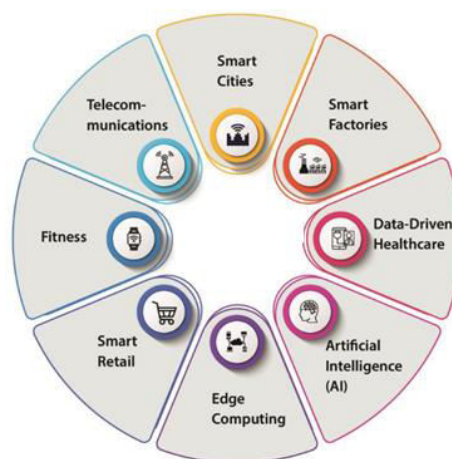 Smart
Cities
Smart
Factories
Data-Driven
Healthcare
Artificial
Intelligence
(AI)
Edge
Computing
Smart
Retail
Fitness
Telecom-
munications